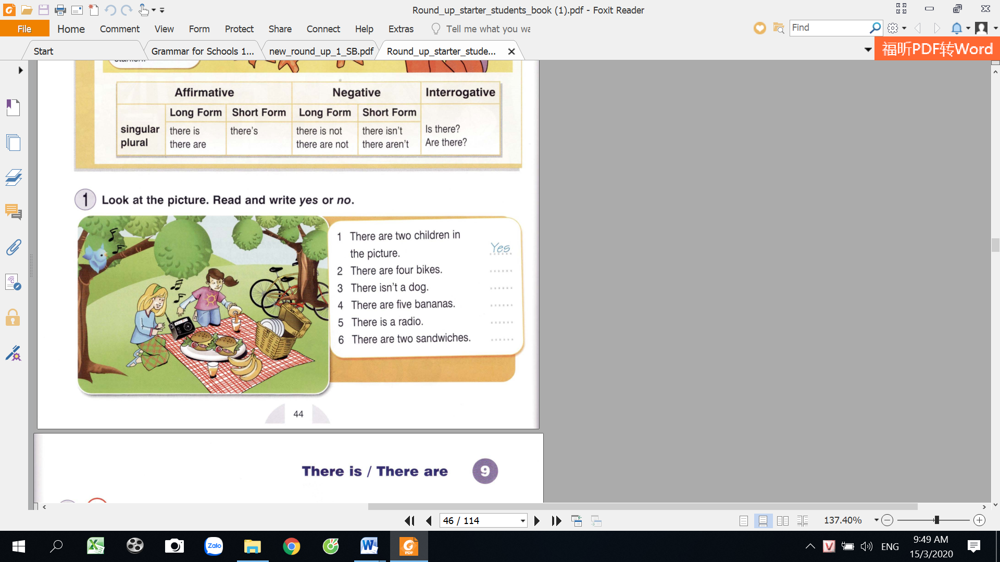 Round_up_starter_students_book (1).pdf - Foxit Reader
File Home Comment View Form Protect Share Connect Help Extras Tell me what you wa
Find
Start
Grammar for Schools 1...
new_round_up_1_SB.pdf
Round_up_starter_stude...
福昕PDF转Word
Affirmative Negative Interrogative
Long Form Short Form Long Form Short Form
singular there is there's there is not there isn't Is there?
plural there are there are not there aren't Are there?
1 Look at the picture. Read and write yes or no.
1 There are two children in
the picture. Yes
2 There are four bikes. ......
3 There isn't a dog. ......
4 There are five bananas. ......
5 There is a radio. ......
6 There are two sandwiches. ......
44
There is / There are 9
46 / 114
137.40%
Zalo
PDF
ENG
9:49 AM
15/3/2020